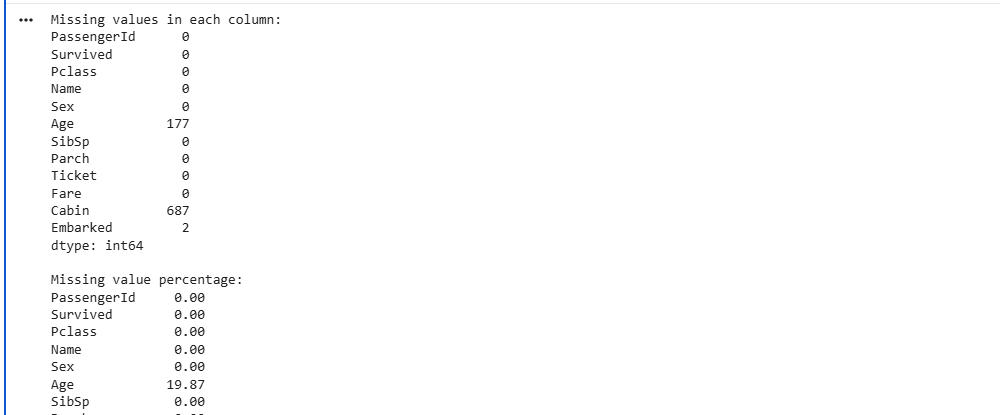 Missing values in each column:
PassengerId      0
Survived         0
Pclass           0
Name             0
Sex              0
Age            177
SibSp            0
Parch            0
Ticket           0
Fare             0
Cabin          687
Embarked         2
dtype: int64

Missing value percentage:
PassengerId     0.00
Survived        0.00
Pclass          0.00
Name            0.00
Sex             0.00
Age            19.87
SibSp           0.00